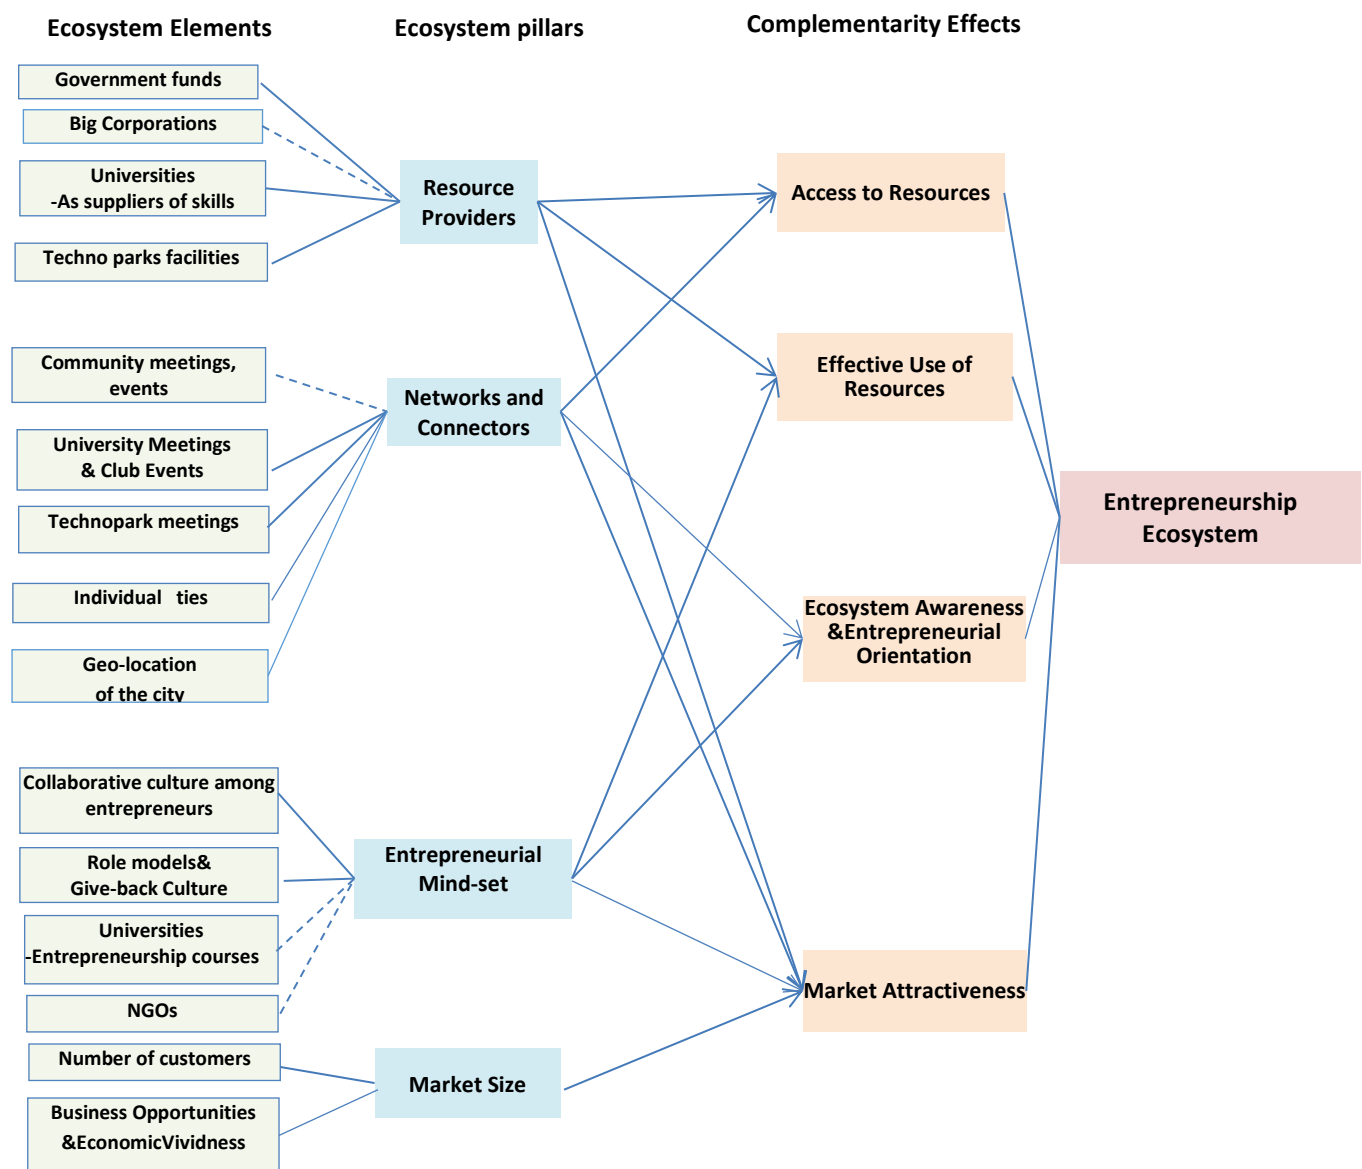 Ecosystem Elements
Ecosystem pillars
Complementarity Effects
Government funds
Big Corporations
Universities
-As suppliers of skills
Techno parks facilities
Community meetings,
events
University Meetings
& Club Events
Technopark meetings
Individual ties
Geo-location
of the city
Collaborative culture among
entrepreneurs
Role models&
Give-back Culture
Universities
-Entrepreneurship courses
NGOs
Number of customers
Business Opportunities
&EconomicVividness
Resource
Providers
Networks and
Connectors
Entrepreneurial
Mind-set
Market Size
Access to Resources
Effective Use of
Resources
Ecosystem Awareness
&Entrepreneurial
Orientation
Market Attractiveness
Entrepreneurship
Ecosystem